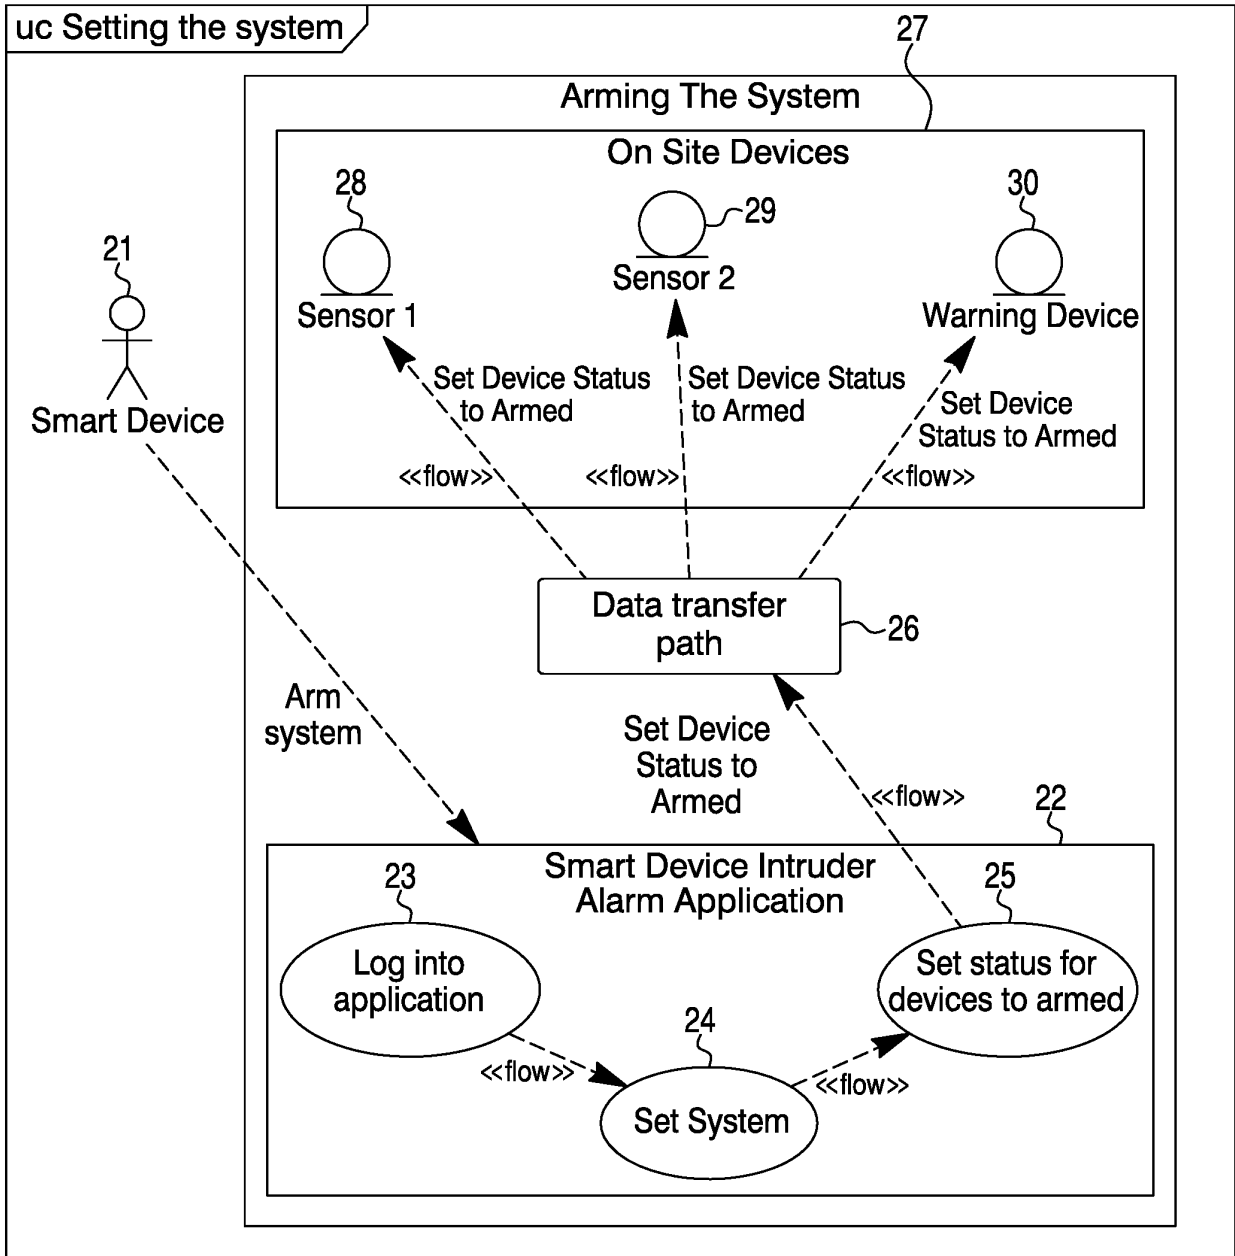 uc Setting the system
27
Arming The System
On Site Devices
28
29
30
21
Sensor 1
Sensor 2
Warning Device
Smart Device
Set Device Status
to Armed
Set Device Status
to Armed
Set Device
Status to Armed
<<flow>>
<<flow>>
<<flow>>
Data transfer
path
26
Arm
system
Set Device
Status to
Armed
<<flow>>
22
Smart Device Intruder
Alarm Application
23
25
Log into
application
Set status for
devices to armed
24
<<flow>>
<<flow>>
Set System